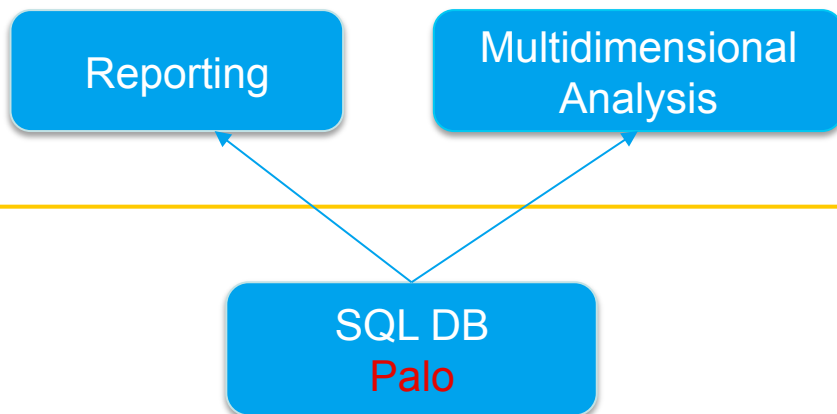 Reporting
Multidimensional
Analysis
SQL DB
Palo